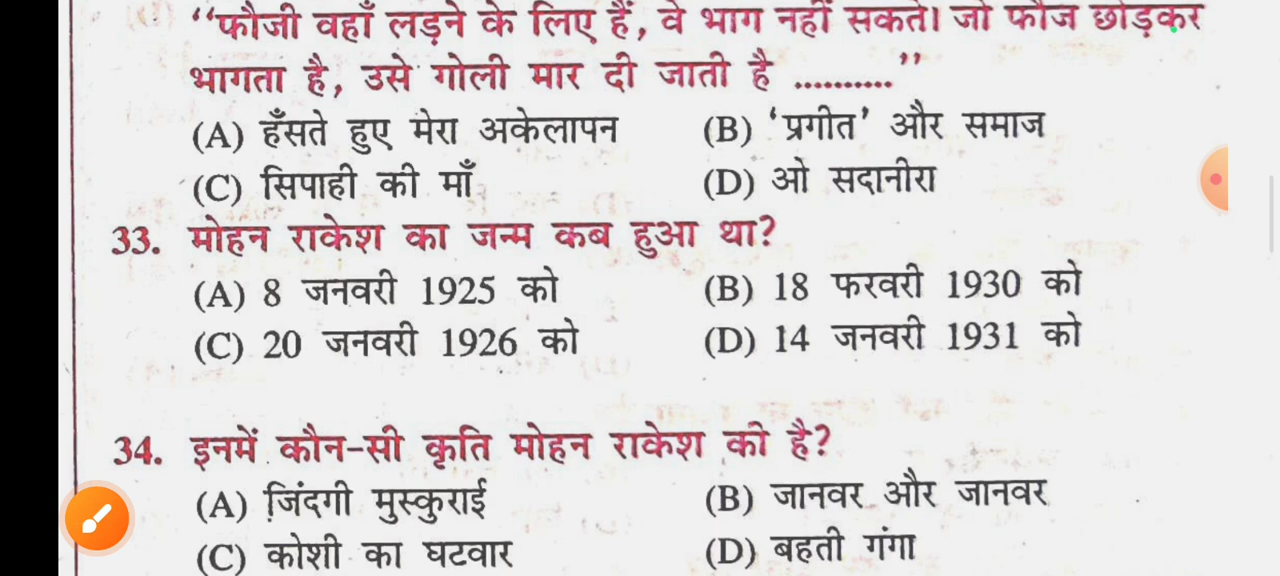 “फौजी वहाँ लड़ने के लिए हैं, वे भाग नहीं सकते। जो फौज छोड़कर
भागता है, उसे गोली मार दी जाती है ..........”
(A) हँसते हुए मेरा अकेलापन (B) ‘प्रगीत’ और समाज
(C) सिपाही की माँ (D) ओ सदानीरा
33. मोहन राकेश का जन्म कब हुआ था?
(A) 8 जनवरी 1925 को (B) 18 फरवरी 1930 को
(C) 20 जनवरी 1926 को (D) 14 जनवरी 1931 को
34. इनमें कौन-सी कृति मोहन राकेश की है?
(A) ज़िंदगी मुस्कुराई (B) जानवर और जानवर
(C) कोशी का घटवार (D) बहती गंगा